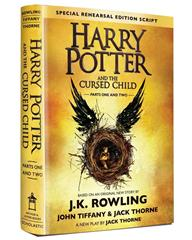 SPECIAL REHEARSAL EDITION SCRIPT
HARRY
POTTER
AND THE
CURSED CHILD
PARTS ONE AND TWO
BASED ON AN ORIGINAL NEW STORY BY
J.K. ROWLING
JOHN TIFFANY & JACK THORNE
A NEW PLAY BY JACK THORNE
HARRY POTTER
AND THE
CURSED CHILD
PARTS ONE
AND TWO
SCHOLASTIC